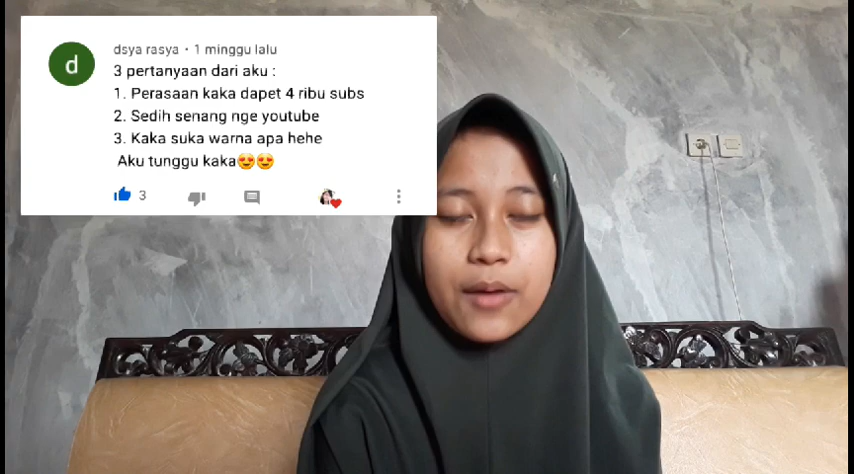 d
dsya rasya • 1 minggu lalu
3 pertanyaan dari aku :
1. Perasaan kaka dapet 4 ribu subs
2. Sedih senang nge youtube
3. Kaka suka warna apa hehe
Aku tunggu kaka😍😍
3